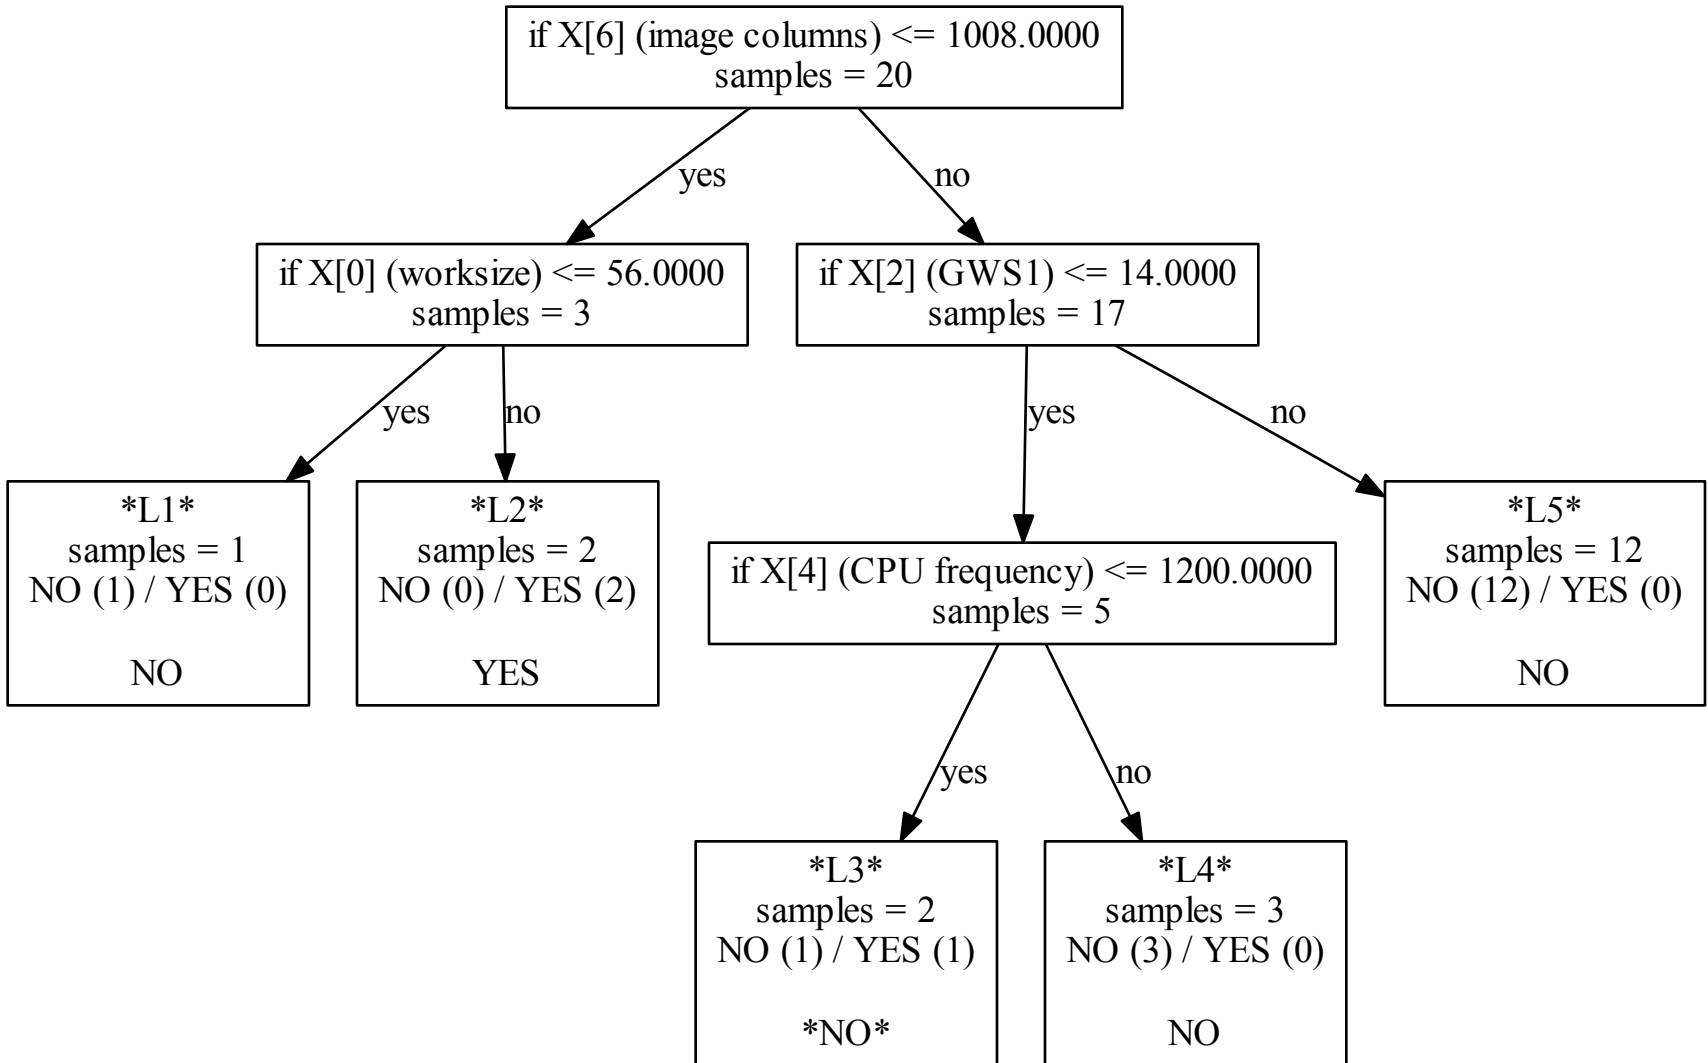 if X[6] (image columns) <= 1008.0000
samples = 20
yes
no
if X[0] (worksize) <= 56.0000
samples = 3
if X[2] (GWS1) <= 14.0000
samples = 17
yes
no
yes
no
*L1*
samples = 1
NO (1) / YES (0)
NO
*L2*
samples = 2
NO (0) / YES (2)
YES
if X[4] (CPU frequency) <= 1200.0000
samples = 5
*L5*
samples = 12
NO (12) / YES (0)
NO
yes
no
*L3*
samples = 2
NO (1) / YES (1)
*NO*
*L4*
samples = 3
NO (3) / YES (0)
NO